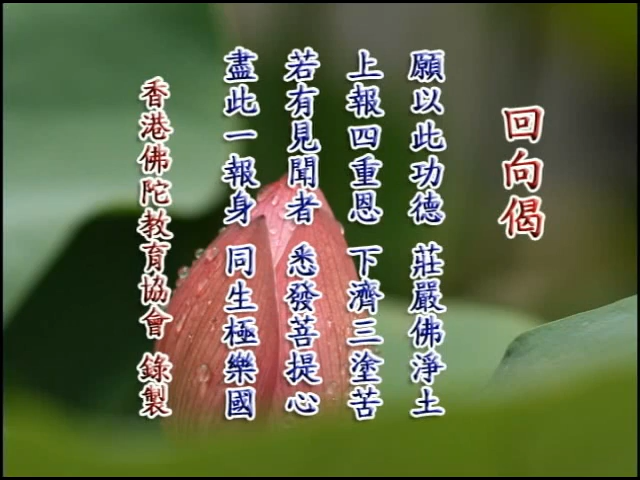 回向偈
願以此功德 莊嚴佛淨土
上報四重恩 下濟三塗苦
若有見聞者 悉發菩提心
盡此一報身 同生極樂國
香港佛陀教育協會 錄製